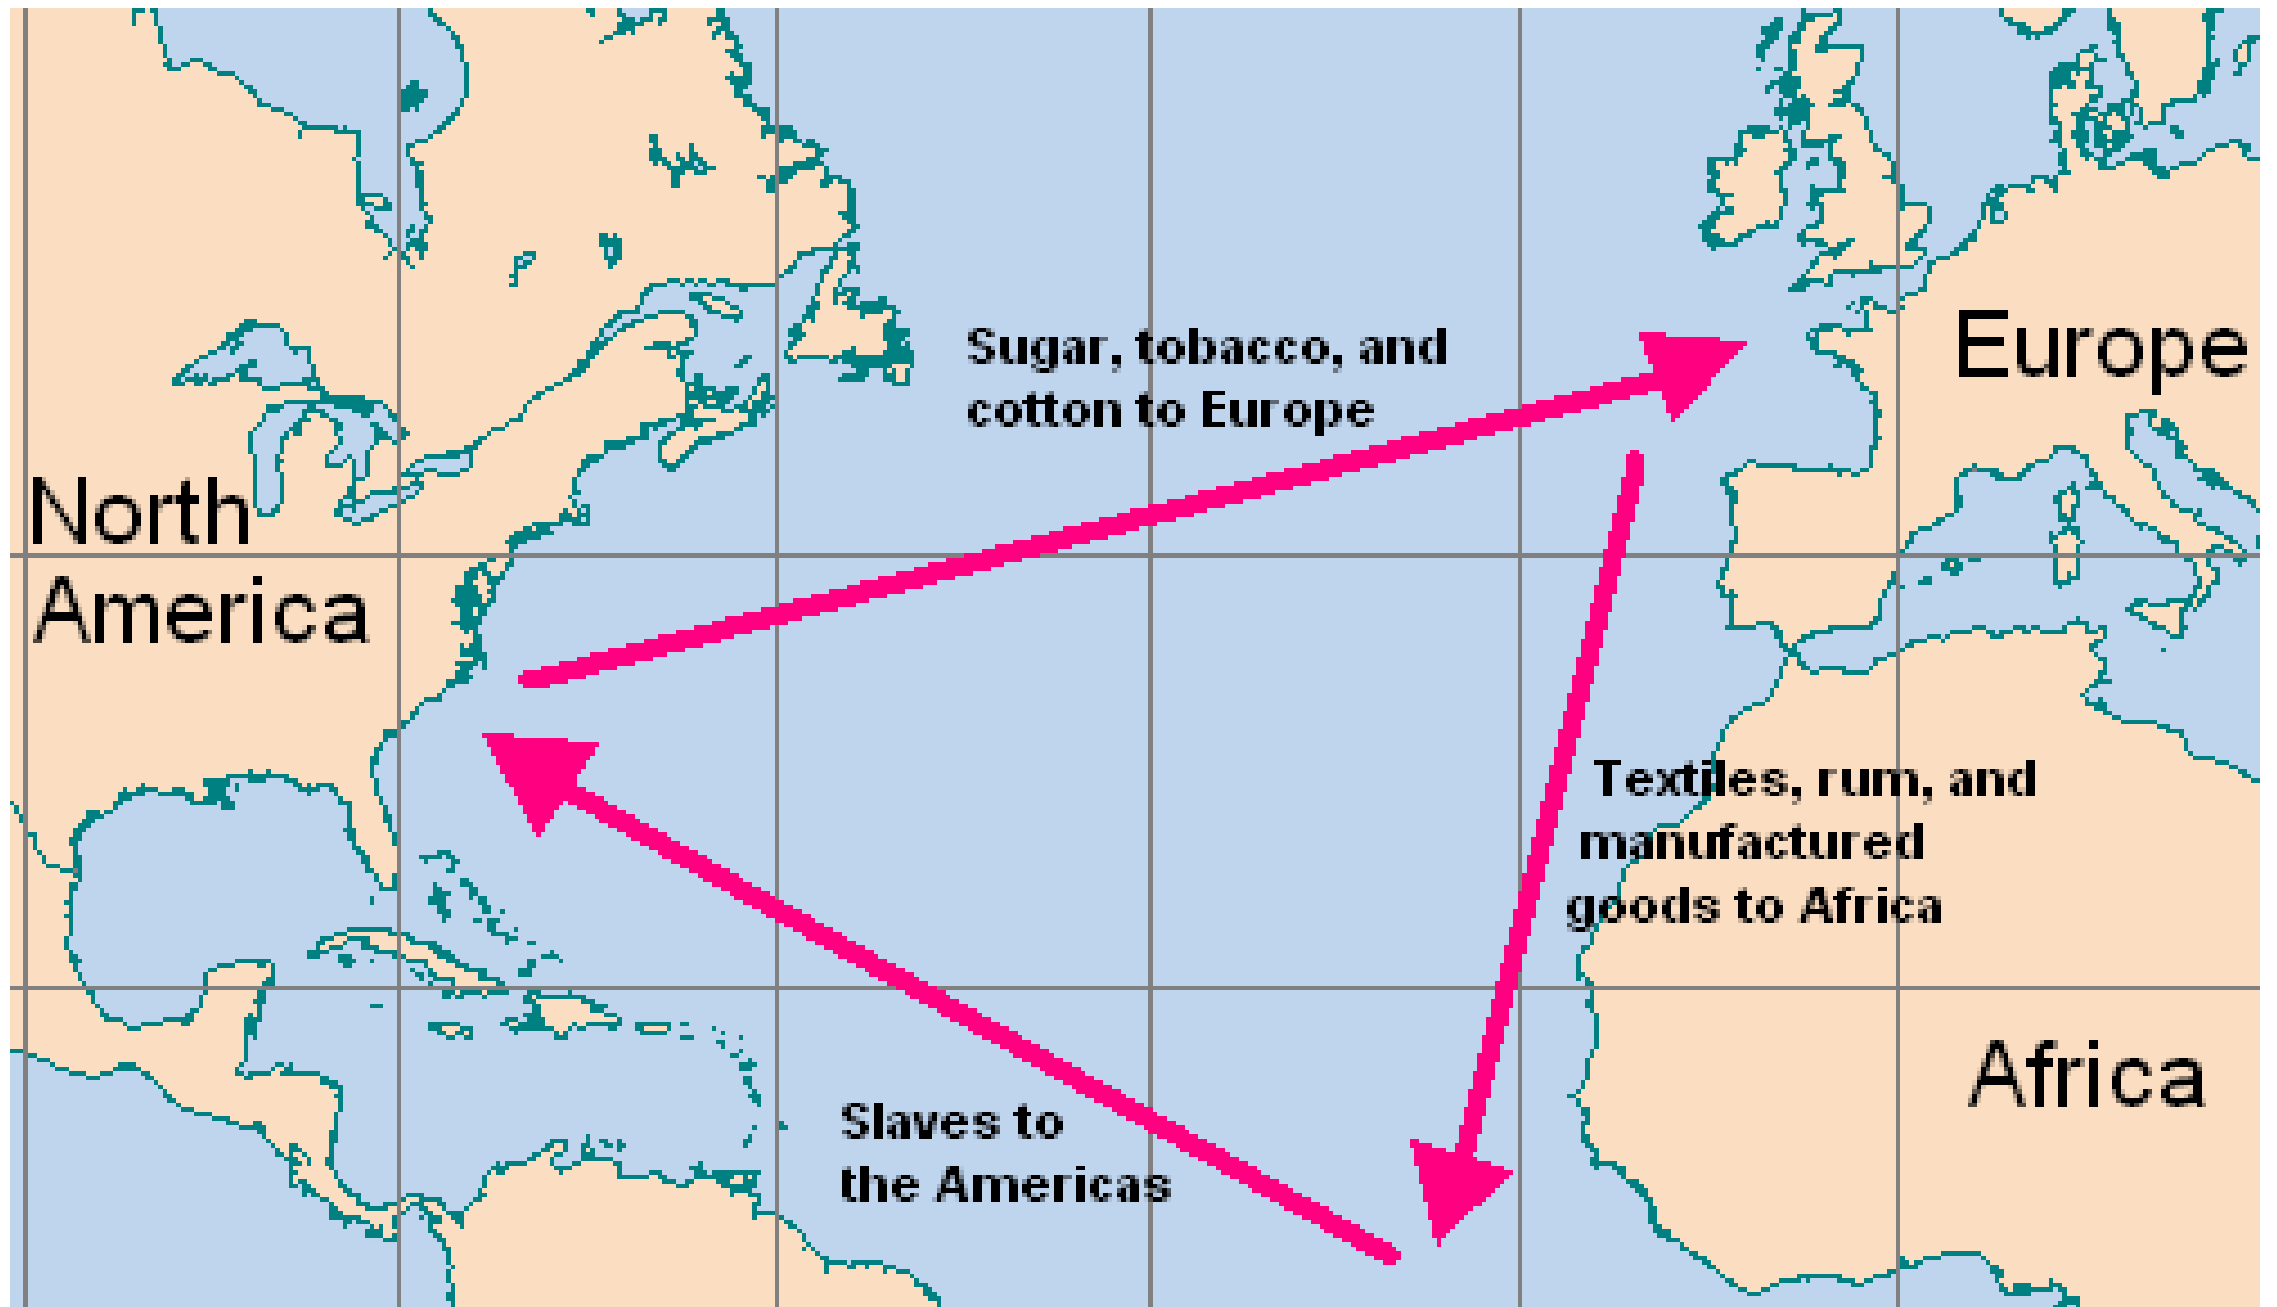 Sugar, tobacco, and
cotton to Europe
Europe
North
America
Textiles, rum, and
manufactured
goods to Africa
Africa
Slaves to
the Americas